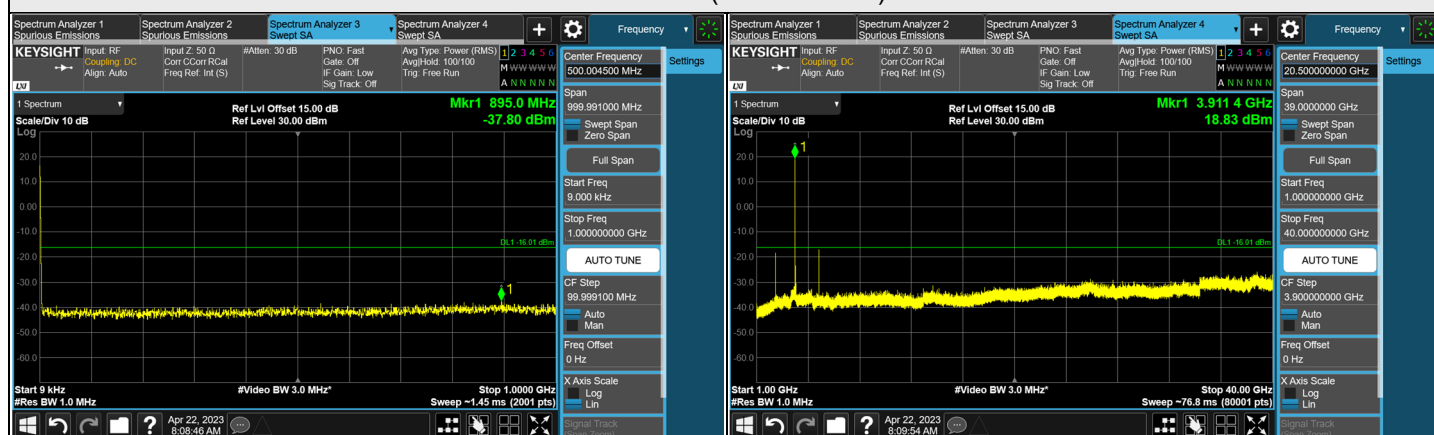 Spectrum Analyzer 1
Spurious Emissions
Spectrum Analyzer 2
Spurious Emissions
Spectrum Analyzer 3
Swept SA
Spectrum Analyzer 4
Swept SA
+
Frequency
KEYSIGHT
Input: RF
Coupling: DC
Align: Auto
Input Z: 50 Ω
Corr CCorr RCal
Freq Ref: Int (S)
#Atten: 30 dB
PNO: Fast
Gate: Off
IF Gain: Low
Sig Track: Off
Avg Type: Power (RMS)
Avg|Hold: 100/100
Trig: Free Run
1 2 3 4 5 6
M W W W W W
A N N N N N
LXI
1 Spectrum
Scale/Div 10 dB
Log
Ref Lvl Offset 15.00 dB
Ref Level 30.00 dBm
Mkr1 895.0 MHz
-37.80 dBm
20.0
10.0
0.00
-10.0
-20.0
-30.0
-40.0
-50.0
-60.0
DL1 -16.01 dBm
1
Start 9 kHz
#Res BW 1.0 MHz
#Video BW 3.0 MHz*
Stop 1.0000 GHz
Sweep ~1.45 ms (2001 pts)
Center Frequency
500.004500 MHz
Settings
Span
999.991000 MHz
Swept Span
Zero Span
Full Span
Start Freq
9.000 kHz
Stop Freq
1.000000000 GHz
AUTO TUNE
CF Step
99.999100 MHz
Auto
Man
Freq Offset
0 Hz
X Axis Scale
Log
Lin
Signal Track
?
Apr 22, 2023
8:08:46 AM
Spectrum Analyzer 1
Spurious Emissions
Spectrum Analyzer 2
Spurious Emissions
Spectrum Analyzer 3
Swept SA
Spectrum Analyzer 4
Swept SA
+
Frequency
KEYSIGHT
Input: RF
Coupling: DC
Align: Auto
Input Z: 50 Ω
Corr CCorr RCal
Freq Ref: Int (S)
#Atten: 30 dB
PNO: Fast
Gate: Off
IF Gain: Low
Sig Track: Off
Avg Type: Power (RMS)
Avg|Hold: 100/100
Trig: Free Run
1 2 3 4 5 6
M W W W W W
A N N N N N
LXI
1 Spectrum
Scale/Div 10 dB
Log
Ref Lvl Offset 15.00 dB
Ref Level 30.00 dBm
Mkr1 3.911 4 GHz
18.83 dBm
20.0
10.0
0.00
-10.0
-20.0
-30.0
-40.0
-50.0
-60.0
DL1 -16.01 dBm
1
Start 1.00 GHz
#Res BW 1.0 MHz
#Video BW 3.0 MHz*
Stop 40.00 GHz
Sweep ~76.8 ms (80001 pts)
Center Frequency
20.500000000 GHz
Settings
Span
39.0000000 GHz
Swept Span
Zero Span
Full Span
Start Freq
1.000000000 GHz
Stop Freq
40.000000000 GHz
AUTO TUNE
CF Step
3.900000000 GHz
Auto
Man
Freq Offset
0 Hz
X Axis Scale
Log
Lin
Signal Track
?
Apr 22, 2023
8:09:54 AM